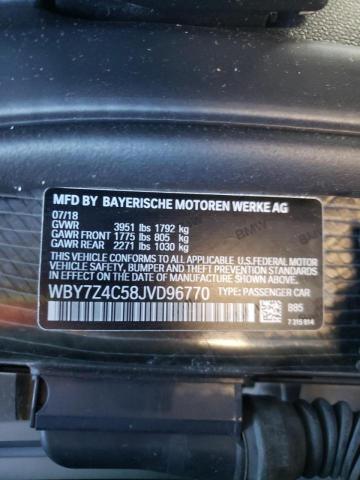 MFD BY BAYERISCHE MOTOREN WERKE AG
07/18
GVWR 3951 lbs 1792 kg
GAWR FRONT 1775 lbs 805 kg
GAWR REAR 2271 lbs 1030 kg
THIS VEHICLE CONFORMS TO ALL APPLICABLE U.S.FEDERAL MOTOR
VEHICLE SAFETY, BUMPER, AND THEFT PREVENTION STANDARDS IN
EFFECT ON THE DATE OF MANUFACTURE SHOWN ABOVE.
WBY7Z4C58JVD96770 TYPE: PASSENGER CAR
B85
7 315 814